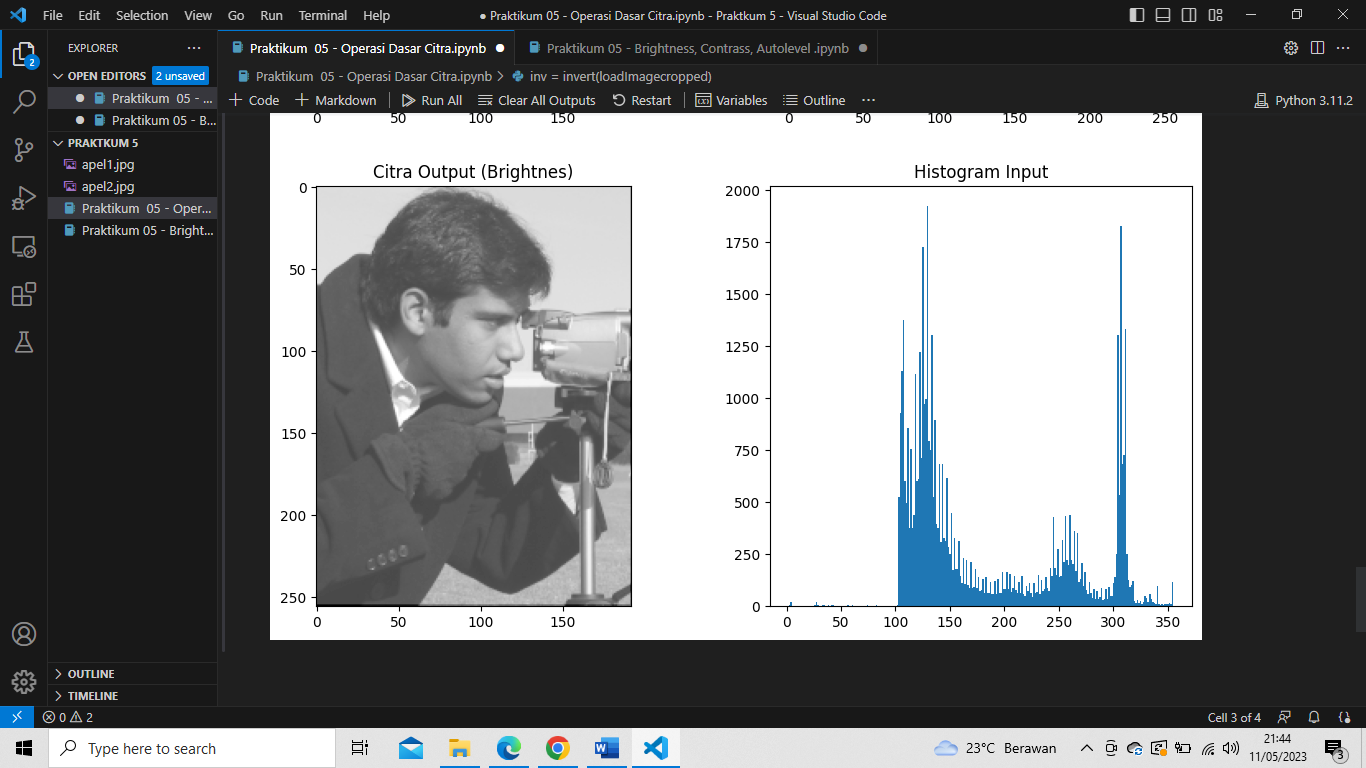 File Edit Selection View Go Run Terminal Help
● Praktikum 05 - Operasi Dasar Citra.ipynb - Praktkum 5 - Visual Studio Code
EXPLORER
OPEN EDITORS 2 unsaved
Praktikum 05 - ...
Praktikum 05 - B...
PRAKTKUM 5
apel1.jpg
apel2.jpg
Praktikum 05 - Oper...
Praktikum 05 - Bright...
OUTLINE
TIMELINE
2
Praktikum 05 - Operasi Dasar Citra.ipynb ●
Praktikum 05 - Brightness, Contrass, Autolevel .ipynb ●
Praktikum 05 - Operasi Dasar Citra.ipynb > inv = invert(loadImagecropped)
+ Code + Markdown Run All Clear All Outputs Restart Variables Outline ... Python 3.11.2
0 50 100 150
0 50 100 150 200 250
Citra Output (Brightnes)
0
50
100
150
200
250
0 50 100 150
Histogram Input
2000
1750
1500
1250
1000
750
500
250
0
0 50 100 150 200 250 300 350
0 2
Cell 3 of 4
Type here to search
23°C Berawan
21:44
11/05/2023
3